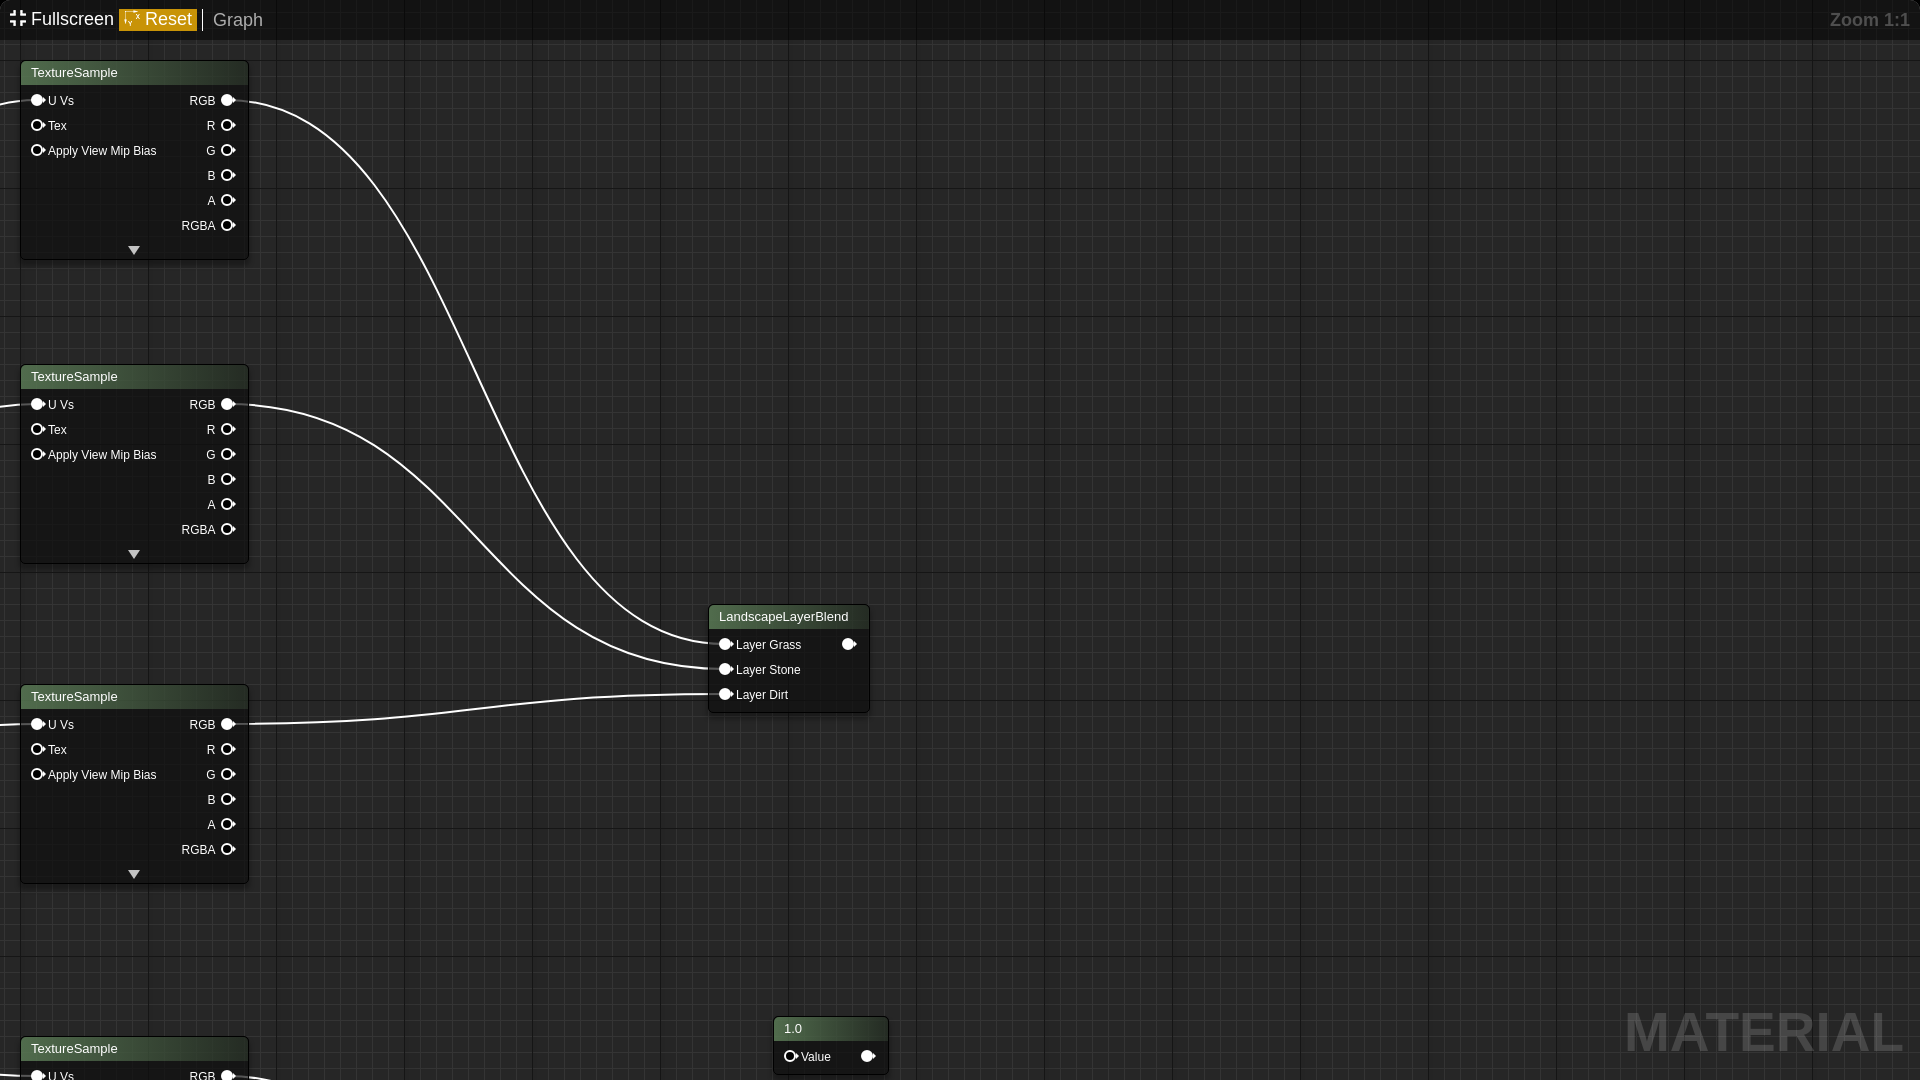 Fullscreen Reset Graph Zoom 1:1
TextureSample
U Vs RGB
Tex R
Apply View Mip Bias G
B
A
RGBA
TextureSample
U Vs RGB
Tex R
Apply View Mip Bias G
B
A
RGBA
LandscapeLayerBlend
Layer Grass
Layer Stone
Layer Dirt
TextureSample
U Vs RGB
Tex R
Apply View Mip Bias G
B
A
RGBA
1.0
Value
TextureSample
U Vs RGB
MATERIAL